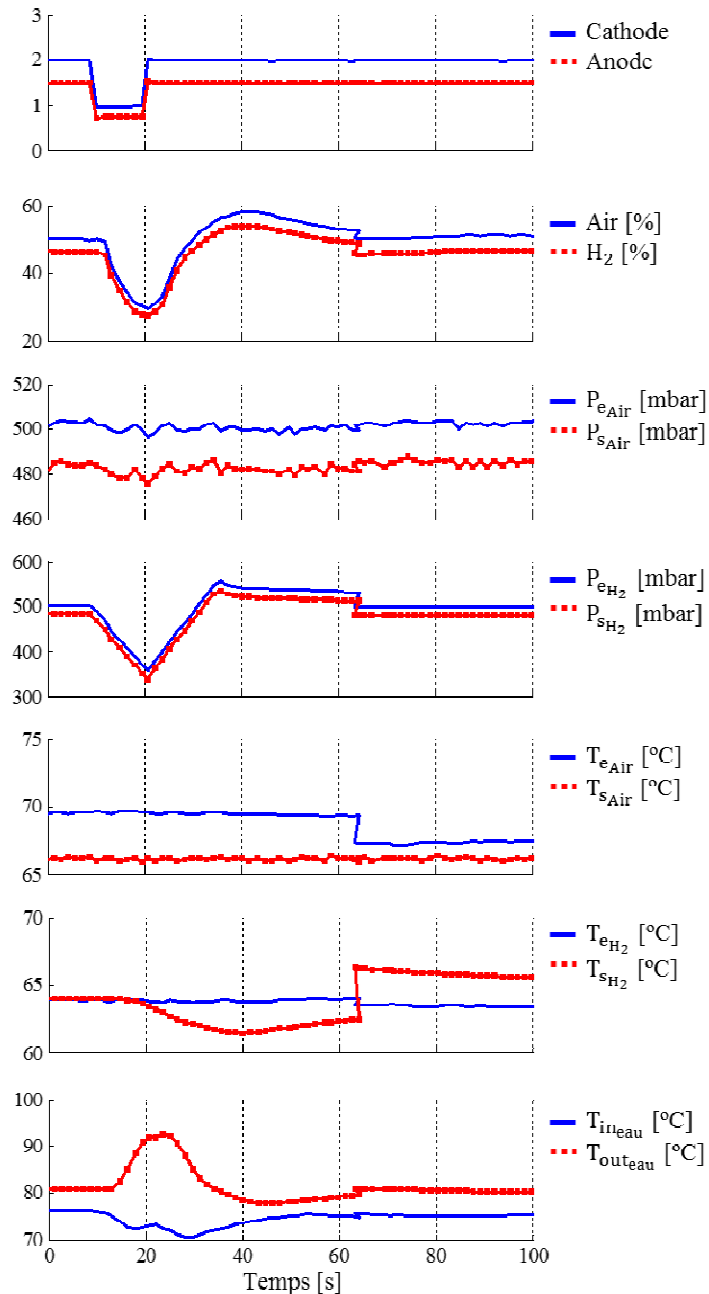 3
2
1
0
Cathode
Anode
60
40
20
Air [%]
H2 [%]
520
500
480
460
PeAir [mbar]
PsAir [mbar]
600
500
400
300
PeH2 [mbar]
PsH2 [mbar]
75
70
65
TeAir [°C]
TsAir [°C]
70
65
60
TeH2 [°C]
TsH2 [°C]
100
90
80
70
Tineau [°C]
Touteau [°C]
0 20 40 60 80 100
Temps [s]